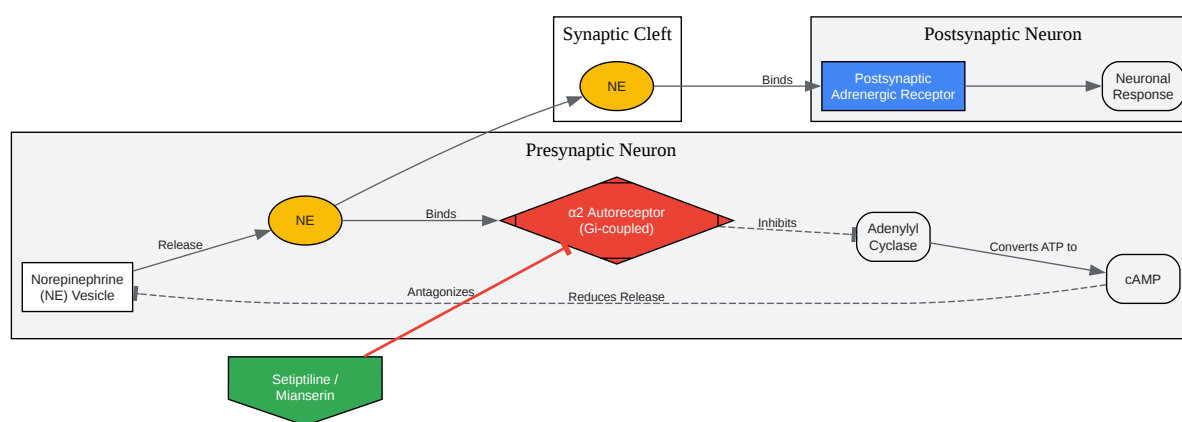 Synaptic Cleft
Postsynaptic Neuron
NE
Binds
Postsynaptic
Adrenergic Receptor
Neuronal
Response
Presynaptic Neuron
NE
Binds
α2 Autoreceptor
(Gi-coupled)
Inhibits
Adenylyl
Cyclase
Release
Converts ATP to
Norepinephrine
(NE) Vesicle
cAMP
Antagonizes
Reduces Release
Setiptiline /
Mianserin